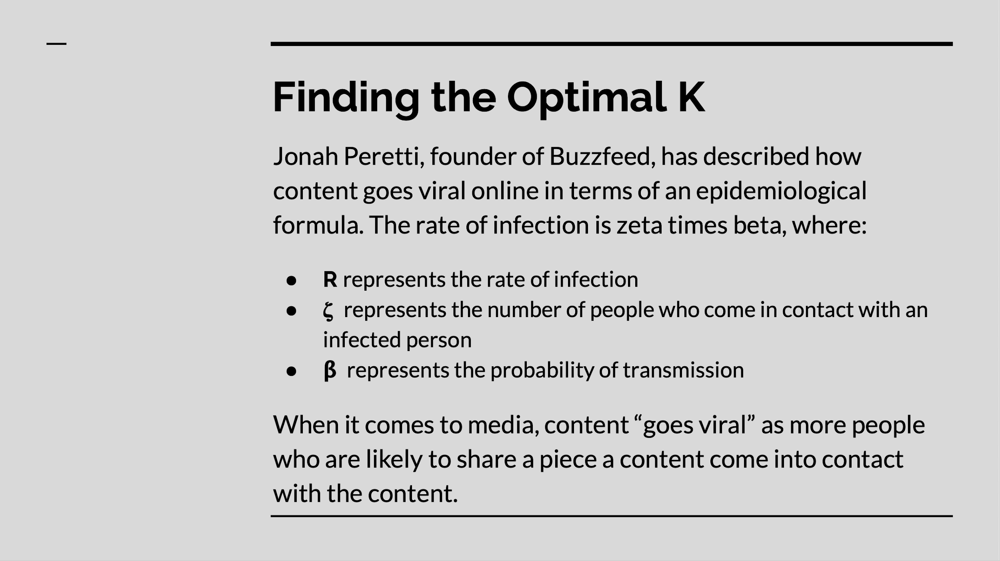 Finding the Optimal K
Jonah Peretti, founder of Buzzfeed, has described how
content goes viral online in terms of an epidemiological
formula. The rate of infection is zeta times beta, where:
● R represents the rate of infection
● ζ represents the number of people who come in contact with an
infected person
● β represents the probability of transmission
When it comes to media, content “goes viral” as more people
who are likely to share a piece a content come into contact
with the content.